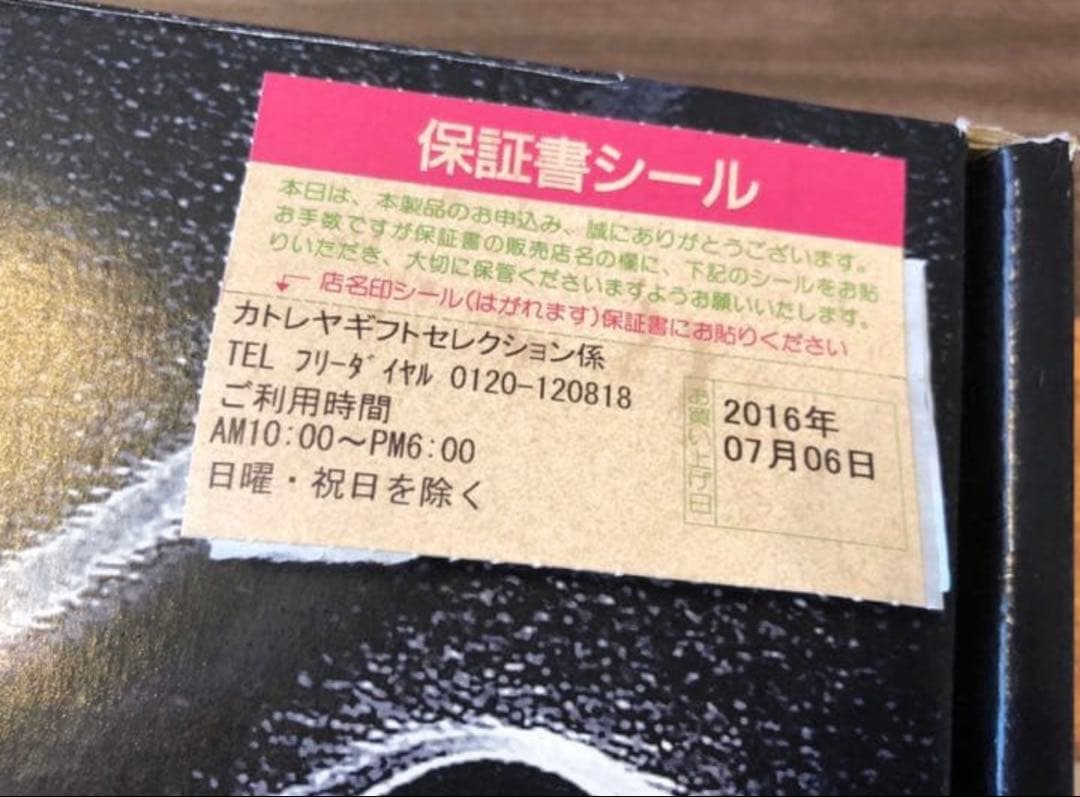 保証書シール
本日は、本製品のお申込み、誠にありがとうございます。
お手数ですが保証書の販売店名の欄に、下記のシールをお貼
りいただき、大切に保管くださいますようお願いいたします。
店名印シール(はがれます)保証書にお貼りください
カトレヤギフトセレクション係
TEL フリーダイヤル 0120-120818
ご利用時間
AM10:00～PM6:00
日曜・祝日を除く
お買い上げ日
2016年
07月06日